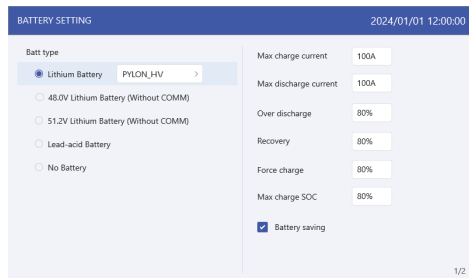 BATTERY SETTING
2024/01/01 12:00:00
Batt type
Lithium Battery PYLON_HV >
48.0V Lithium Battery (Without COMM)
51.2V Lithium Battery (Without COMM)
Lead-acid Battery
No Battery
Max charge current 100A
Max discharge current 100A
Over discharge 80%
Recovery 80%
Force charge 80%
Max charge SOC 80%
Battery saving
1/2